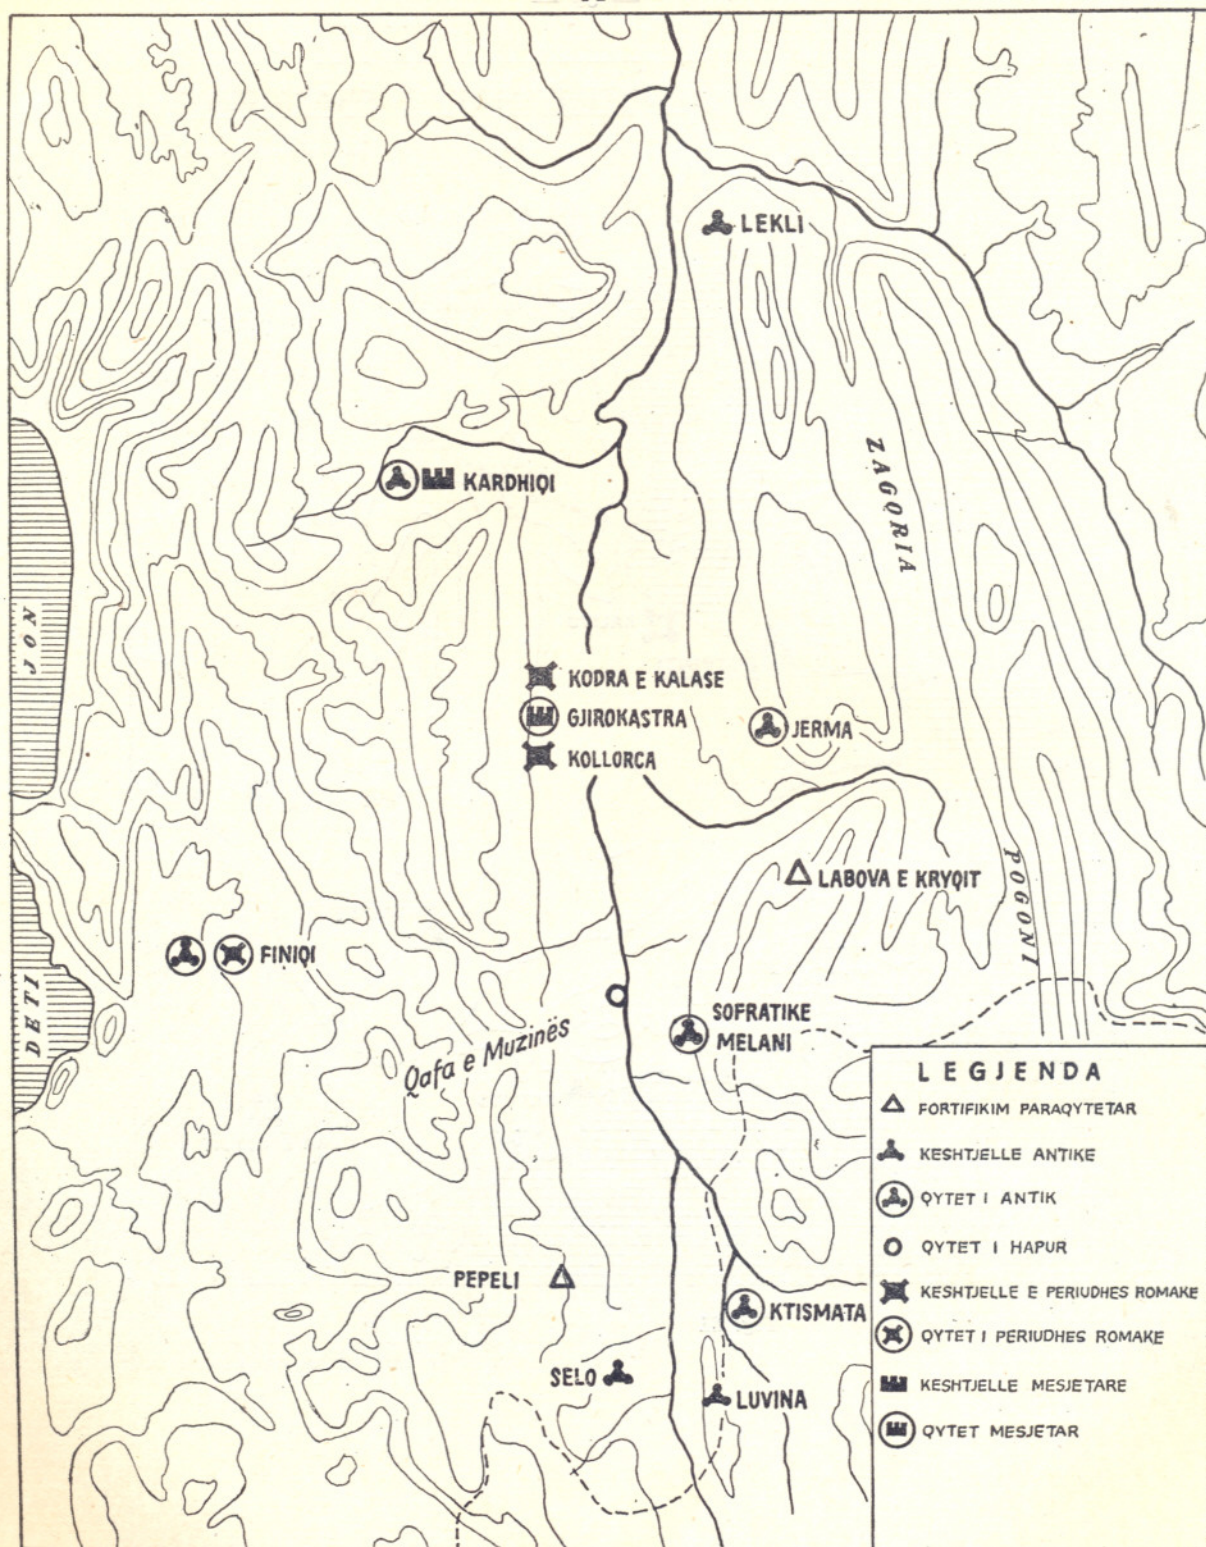 LEKLI
ZAGORIA
KARDHIQI
JON
KODRA E KALASE
GJIROKASTRA
KOLLORCA
JERMA
LABOVA E KRYQIT
POGONI
FINIQI
DETI
SOFRATIKE
MELANI
Qafa e Muzinës
PEPELI
KTISMATA
SELO
LUVINA
LEGJENDA
FORTIFIKIM PARAQYTETAR
KESHTJELLE ANTIKE
QYTET I ANTIK
QYTET I HAPUR
KESHTJELLE E PERIUDHES ROMAKE
QYTET I PERIUDHES ROMAKE
KESHTJELLE MESJETARE
QYTET MESJETAR